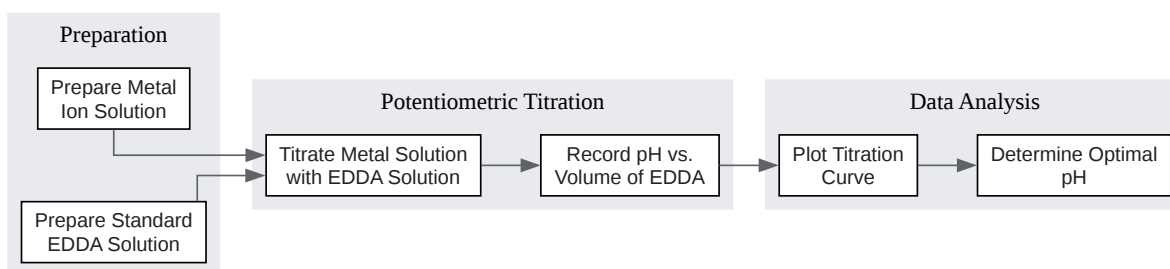 Preparation
Prepare Metal
Ion Solution
Prepare Standard
EDDA Solution
Potentiometric Titration
Titrate Metal Solution
with EDDA Solution
Record pH vs.
Volume of EDDA
Data Analysis
Plot Titration
Curve
Determine Optimal
pH